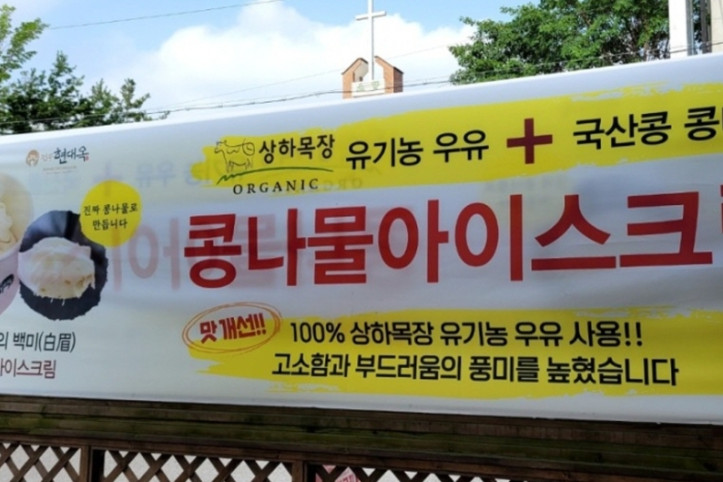 현대옥
진짜 콩나물로
만듭니다
의 백미(白眉)
아이스크림
상하목장
ORGANIC
유기농 우유 + 국산콩 콩
콩나물아이스크
맛 개선!!
100% 상하목장 유기농 우유 사용!!
고소함과 부드러움의 풍미를 높혔습니다